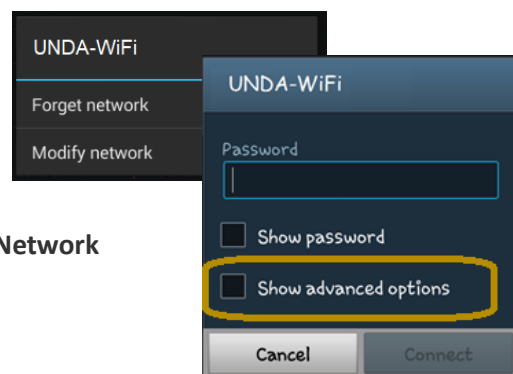 UNDA-WiFi
Forget network
Modify network
Network
UNDA-WiFi
Password
Show password
Show advanced options
Cancel
Connect